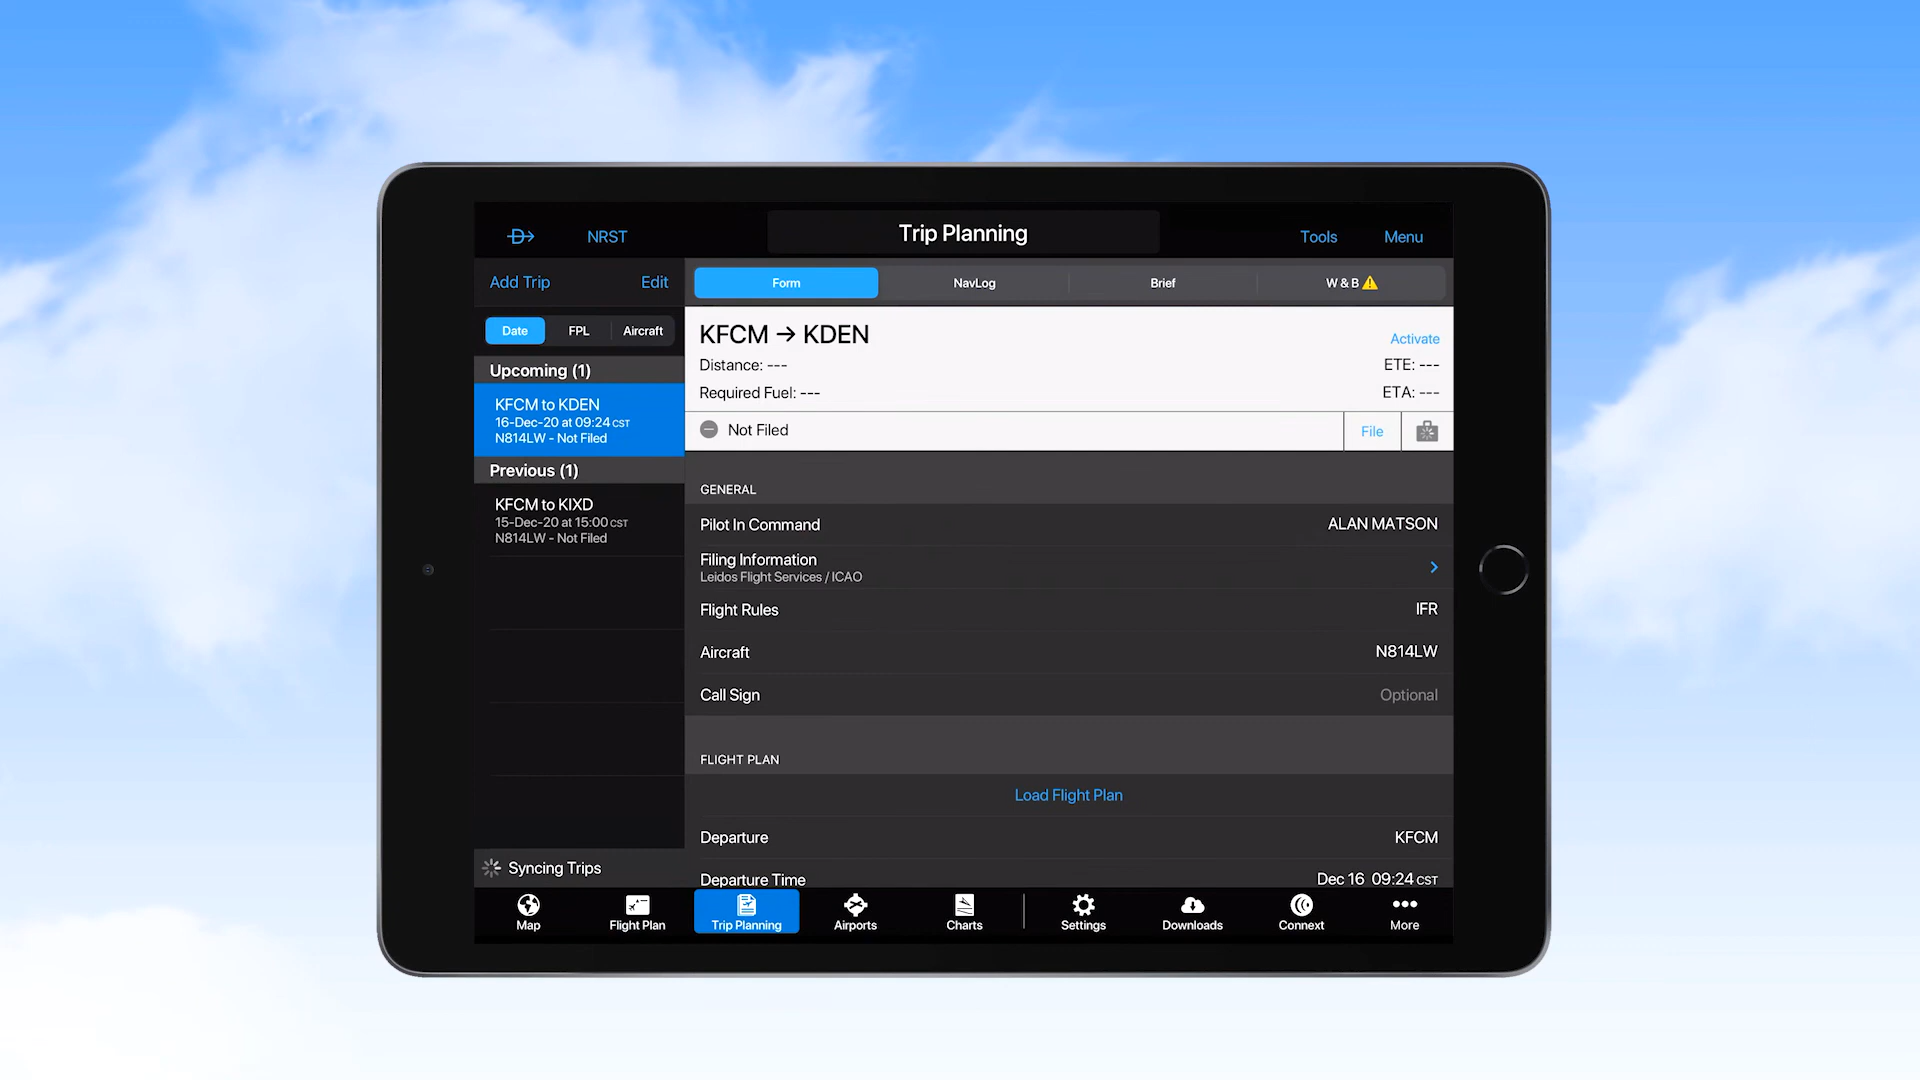 NRST
Trip Planning
Tools
Menu
Add Trip
Edit
Form
NavLog
Brief
W & B
Date
FPL
Aircraft
Upcoming (1)
KFCM to KDEN
16-Dec-20 at 09:24 CST
N814LW - Not Filed
Previous (1)
KFCM to KIXD
15-Dec-20 at 15:00 CST
N814LW - Not Filed
Syncing Trips
KFCM → KDEN
Activate
Distance: ---
ETE: ---
Required Fuel: ---
ETA: ---
Not Filed
File
GENERAL
Pilot In Command
ALAN MATSON
Filing Information
Leidos Flight Services / ICAO
Flight Rules
IFR
Aircraft
N814LW
Call Sign
Optional
FLIGHT PLAN
Load Flight Plan
Departure
KFCM
Departure Time
Dec 16 09:24 CST
Map
Flight Plan
Trip Planning
Airports
Charts
Settings
Downloads
Connext
More